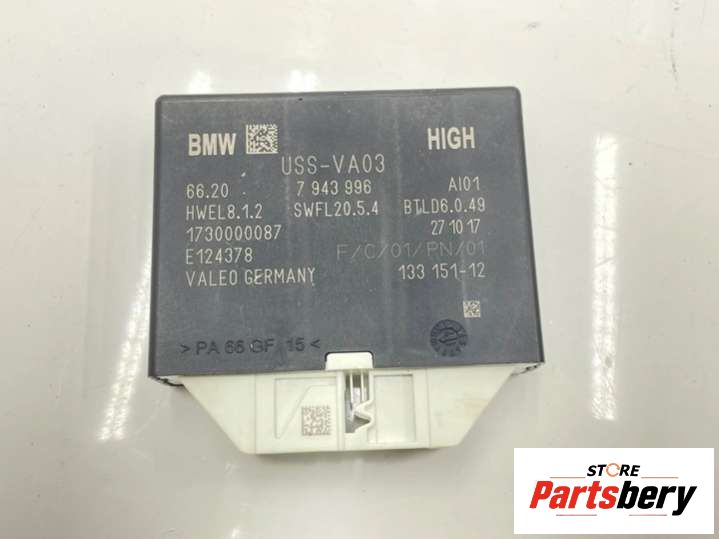 BMW HIGH
USS-VA03
66.20 7 943 996 AI01
HWEL8.1.2 SWFL20.5.4 BTLD6.0.49
1730000087 27 10 17
E124378 F/C/01/PN/01
VALEO GERMANY 133 151-12
>PA 66 GF 15<
STORE
Partsbery